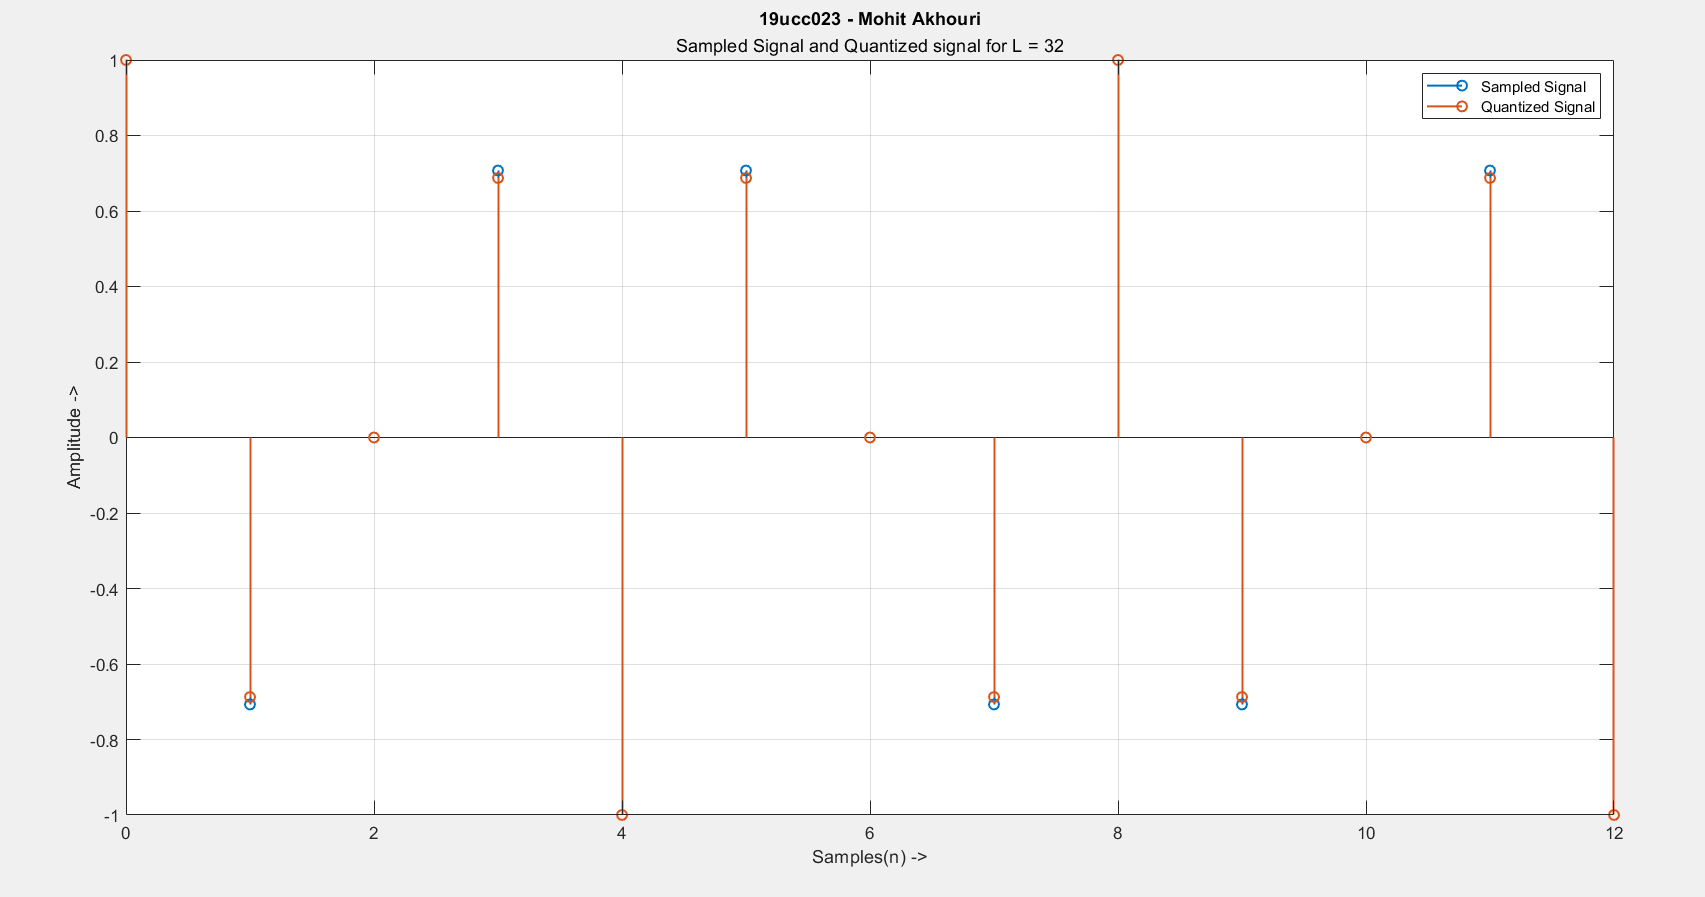 19ucc023 - Mohit Akhouri
Sampled Signal and Quantized signal for L = 32
Sampled Signal
Quantized Signal
1
0.8
0.6
0.4
0.2
0
-0.2
-0.4
-0.6
-0.8
-1
Amplitude ->
0 2 4 6 8 10 12
Samples(n) ->